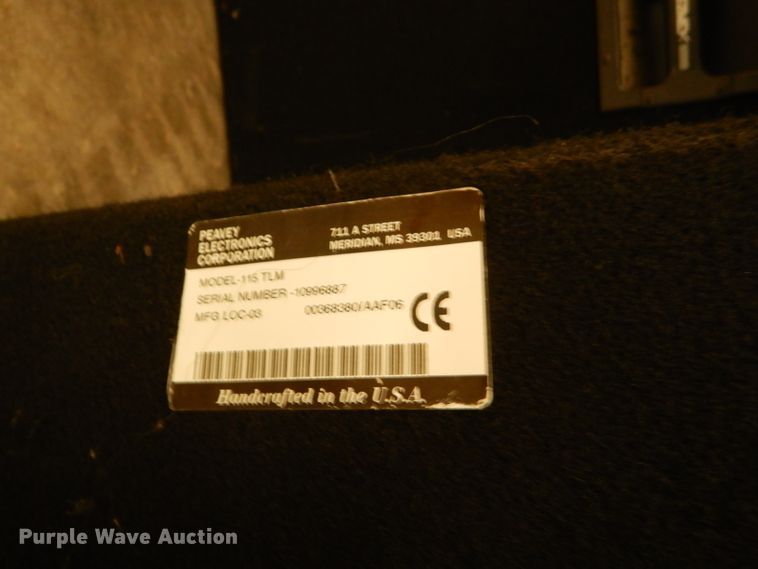 PEAVEY
ELECTRONICS
CORPORATION
711 A STREET
MERIDIAN, MS 39301 USA
MODEL-115 TLM
SERIAL NUMBER -10996887
MFG LOC-03 00368380/AAF06
CE
Handcrafted in the U.S.A.
Purple Wave Auction